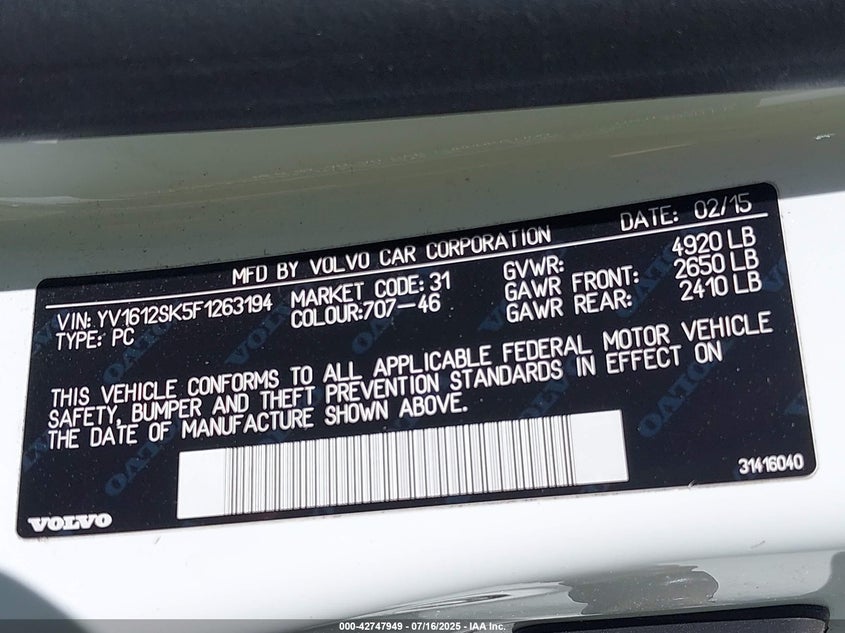 MFD BY VOLVO CAR CORPORATION DATE: 02/15
VIN: YV1612SK5F1263194 MARKET CODE: 31 GVWR: 4920 LB
TYPE: PC COLOUR:707-46 GAWR FRONT: 2650 LB
GAWR REAR: 2410 LB
THIS VEHICLE CONFORMS TO ALL APPLICABLE FEDERAL MOTOR VEHICLE
SAFETY, BUMPER AND THEFT PREVENTION STANDARDS IN EFFECT ON
THE DATE OF MANUFACTURE SHOWN ABOVE.
31416040
VOLVO
000-42747949 - 07/16/2025 - IAA Inc.